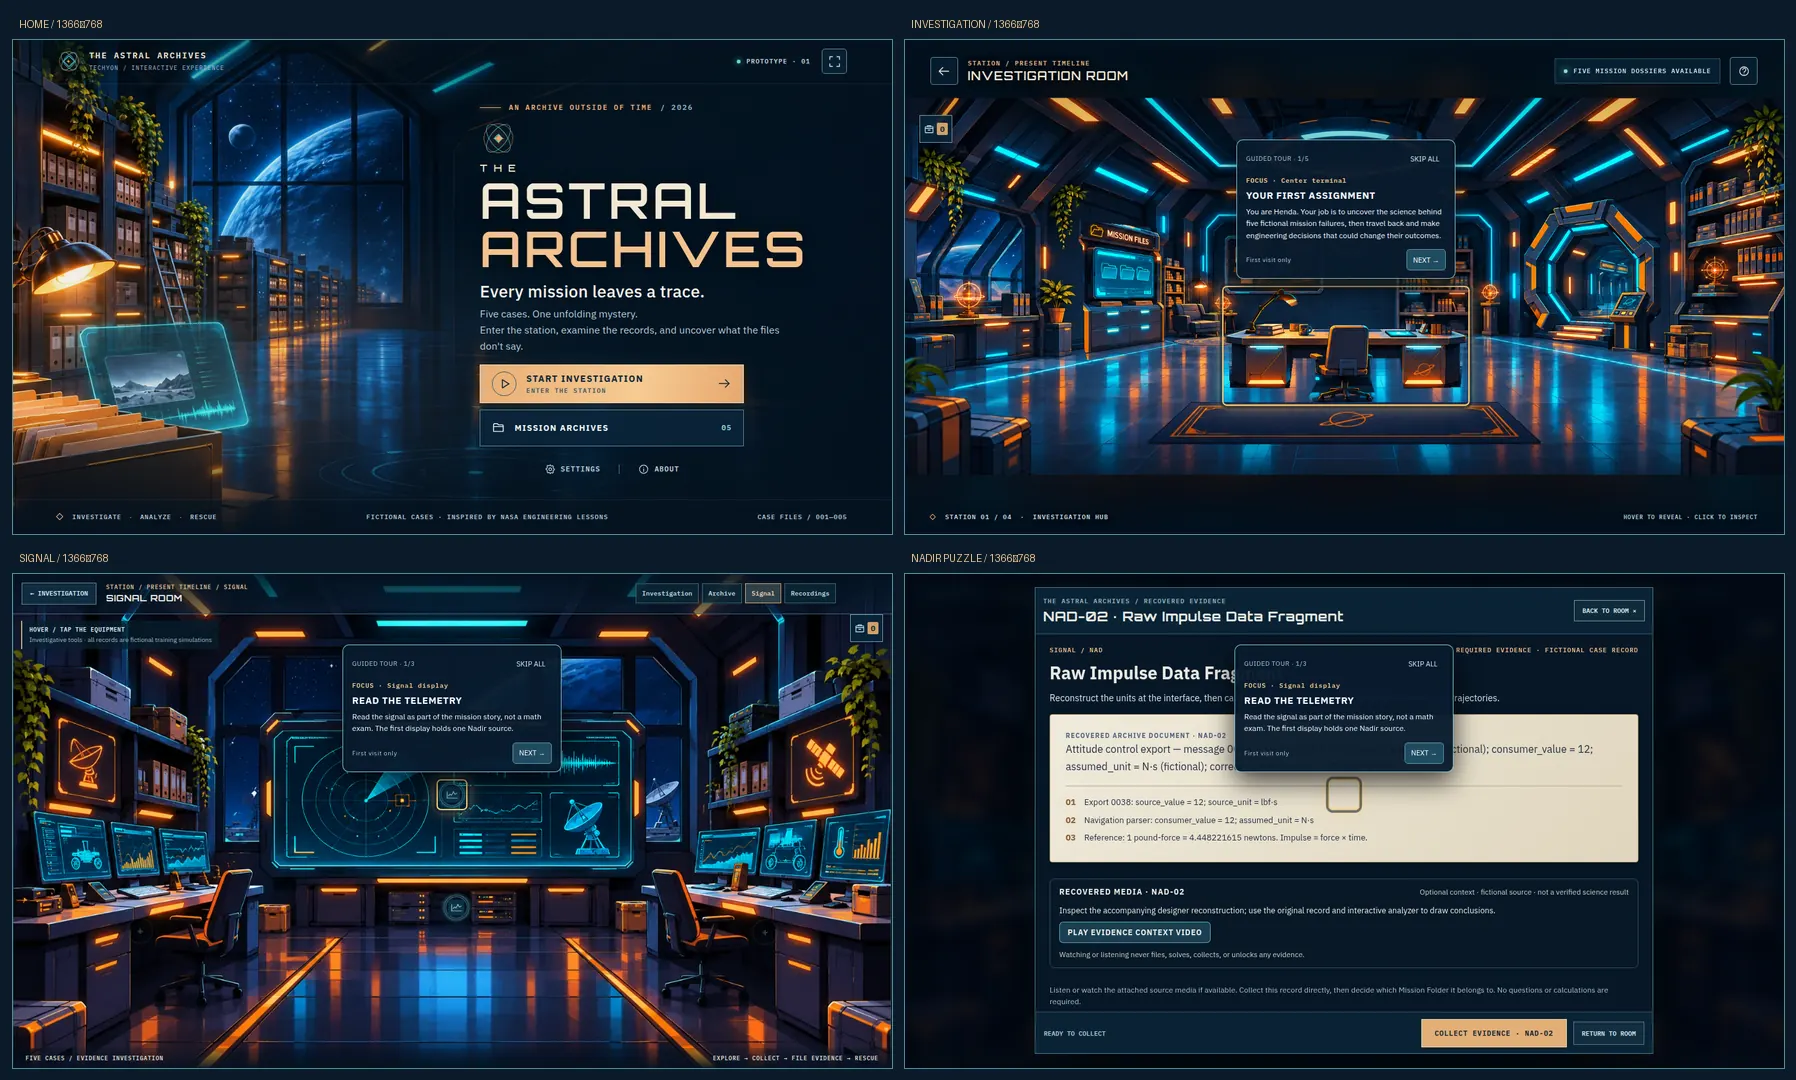 HOME / 1366▯768
THE ASTRAL ARCHIVES
TECHYON / INTERACTIVE EXPERIENCE
PROTOTYPE · 01
AN ARCHIVE OUTSIDE OF TIME / 2026
THE
ASTRAL
ARCHIVES
Every mission leaves a trace.
Five cases. One unfolding mystery.
Enter the station, examine the records, and uncover what the files
don't say.
START INVESTIGATION
ENTER THE STATION
MISSION ARCHIVES 05
SETTINGS
ABOUT
INVESTIGATE · ANALYZE · RESCUE
FICTIONAL CASES · INSPIRED BY NASA ENGINEERING LESSONS
CASE FILES / 001—005
INVESTIGATION / 1366▯768
STATION / PRESENT TIMELINE
INVESTIGATION ROOM
FIVE MISSION DOSSIERS AVAILABLE
0
MISSION FILES
GUIDED TOUR · 1/5
SKIP ALL
FOCUS · Center terminal
YOUR FIRST ASSIGNMENT
You are Henda. Your job is to uncover the science behind
five fictional mission failures, then travel back and make
engineering decisions that could change their outcomes.
First visit only
NEXT →
STATION 01 / 04 · INVESTIGATION HUB
HOVER TO REVEAL · CLICK TO INSPECT
SIGNAL / 1366▯768
← INVESTIGATION
STATION / PRESENT TIMELINE / SIGNAL
SIGNAL ROOM
Investigation
Archive
Signal
Recordings
HOVER / TAP THE EQUIPMENT
Investigative tools · all records are fictional training simulations
0
GUIDED TOUR · 1/3
SKIP ALL
FOCUS · Signal display
READ THE TELEMETRY
Read the signal as part of the mission story, not a math
exam. The first display holds one Nadir source.
First visit only
NEXT →
FIVE CASES / EVIDENCE INVESTIGATION
EXPLORE → COLLECT → FILE EVIDENCE → RESCUE
NADIR PUZZLE / 1366▯768
THE ASTRAL ARCHIVES / RECOVERED EVIDENCE
NAD-02 · Raw Impulse Data Fragment
BACK TO ROOM ×
SIGNAL / NAD
REQUIRED EVIDENCE · FICTIONAL CASE RECORD
Raw Impulse Data Frag
Reconstruct the units at the interface, then ca
rajectories.
GUIDED TOUR · 1/3
SKIP ALL
FOCUS · Signal display
READ THE TELEMETRY
Read the signal as part of the mission story, not a math
exam. The first display holds one Nadir source.
First visit only
NEXT →
RECOVERED ARCHIVE DOCUMENT · NAD-02
Attitude control export — message 0
ctional); consumer_value = 12;
assumed_unit = N·s (fictional); corre
01 Export 0038: source_value = 12; source_unit = lbf·s
02 Navigation parser: consumer_value = 12; assumed_unit = N·s
03 Reference: 1 pound-force = 4.448221615 newtons. Impulse = force × time.
RECOVERED MEDIA · NAD-02
Optional context · fictional source · not a verified science result
Inspect the accompanying designer reconstruction; use the original record and interactive analyzer to draw conclusions.
PLAY EVIDENCE CONTEXT VIDEO
Watching or listening never files, solves, collects, or unlocks any evidence.
Listen or watch the attached source media if available. Collect this record directly, then decide which Mission Folder it belongs to. No questions or calculations are
required.
READY TO COLLECT
COLLECT EVIDENCE · NAD-02
RETURN TO ROOM